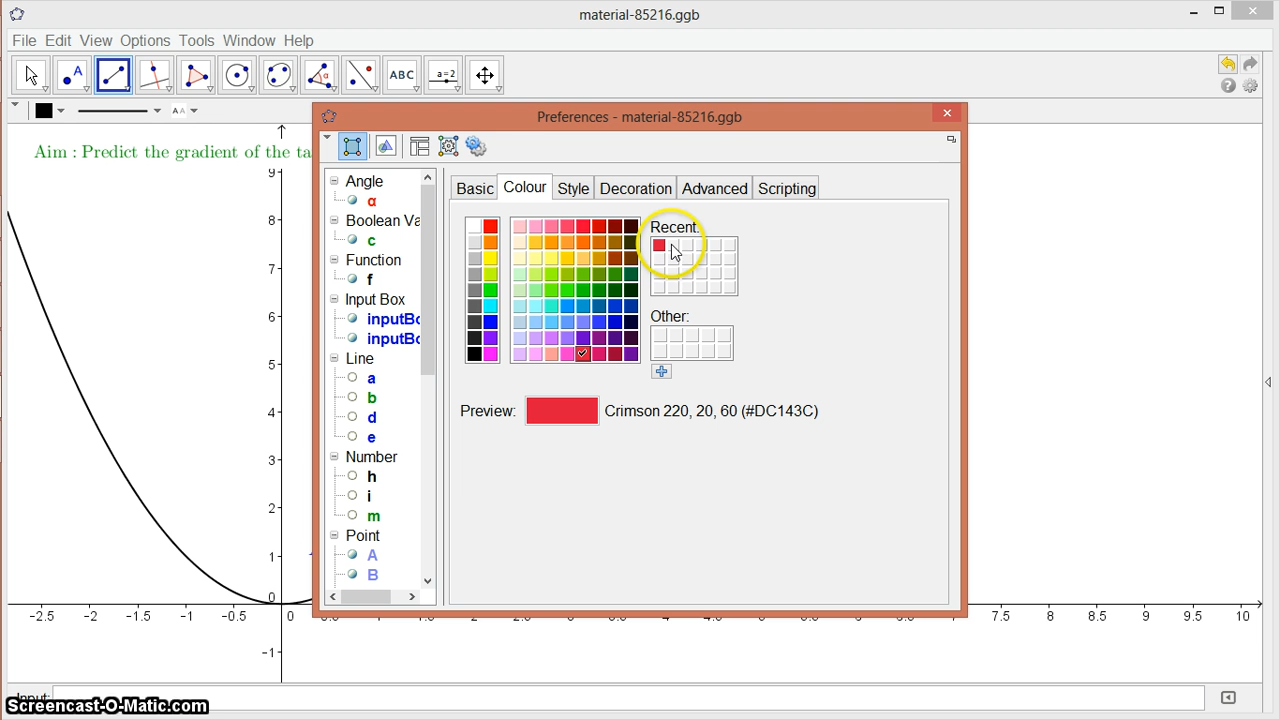 material-85216.ggb
File Edit View Options Tools Window Help
A ABC a=2
AA
Preferences - material-85216.ggb
Aim : Predict the gradient of the ta
Angle
α
Boolean Va
c
Function
f
Input Box
inputBo
inputBo
Line
a
b
d
e
Number
h
i
m
Point
A
B
Basic Colour Style Decoration Advanced Scripting
Recent:
Other:
Preview: Crimson 220, 20, 60 (#DC143C)
9
8
7
6
5
4
3
2
1
0
-1
-2.5 -2 -1.5 -1 -0.5 0 7.5 8 8.5 9 9.5 10
Input:
Screencast-O-Matic.com